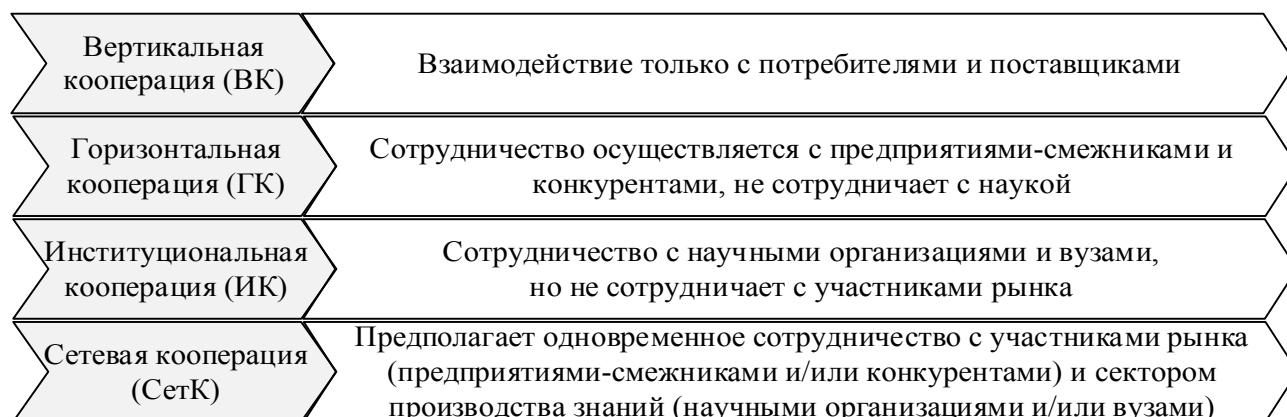 Вертикальная
кооперация (ВК)
Взаимодействие только с потребителями и поставщиками
Горизонтальная
кооперация (ГК)
Сотрудничество осуществляется с предприятиями-смежниками и
конкурентами, не сотрудничает с наукой
Институциональная
кооперация (ИК)
Сотрудничество с научными организациями и вузами,
но не сотрудничает с участниками рынка
Сетевая кооперация
(СетК)
Предполагает одновременное сотрудничество с участниками рынка
(предприятиями-смежниками и/или конкурентами) и сектором
производства знаний (научными организациями и/или вузами)